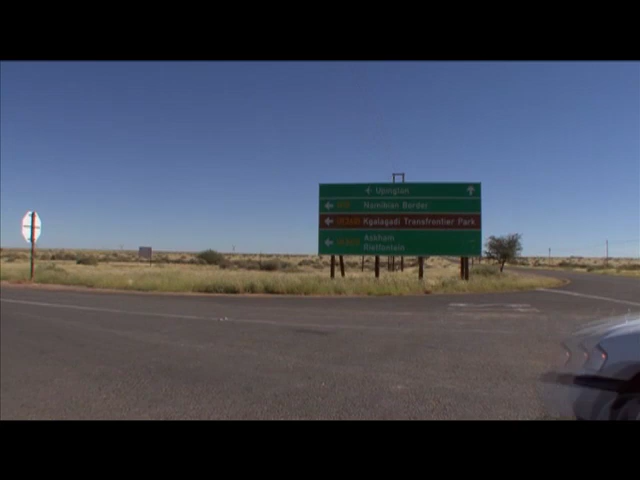 Upington
Namibian Border
Kgalagadi Transfrontier Park
Askham
Rietfontein